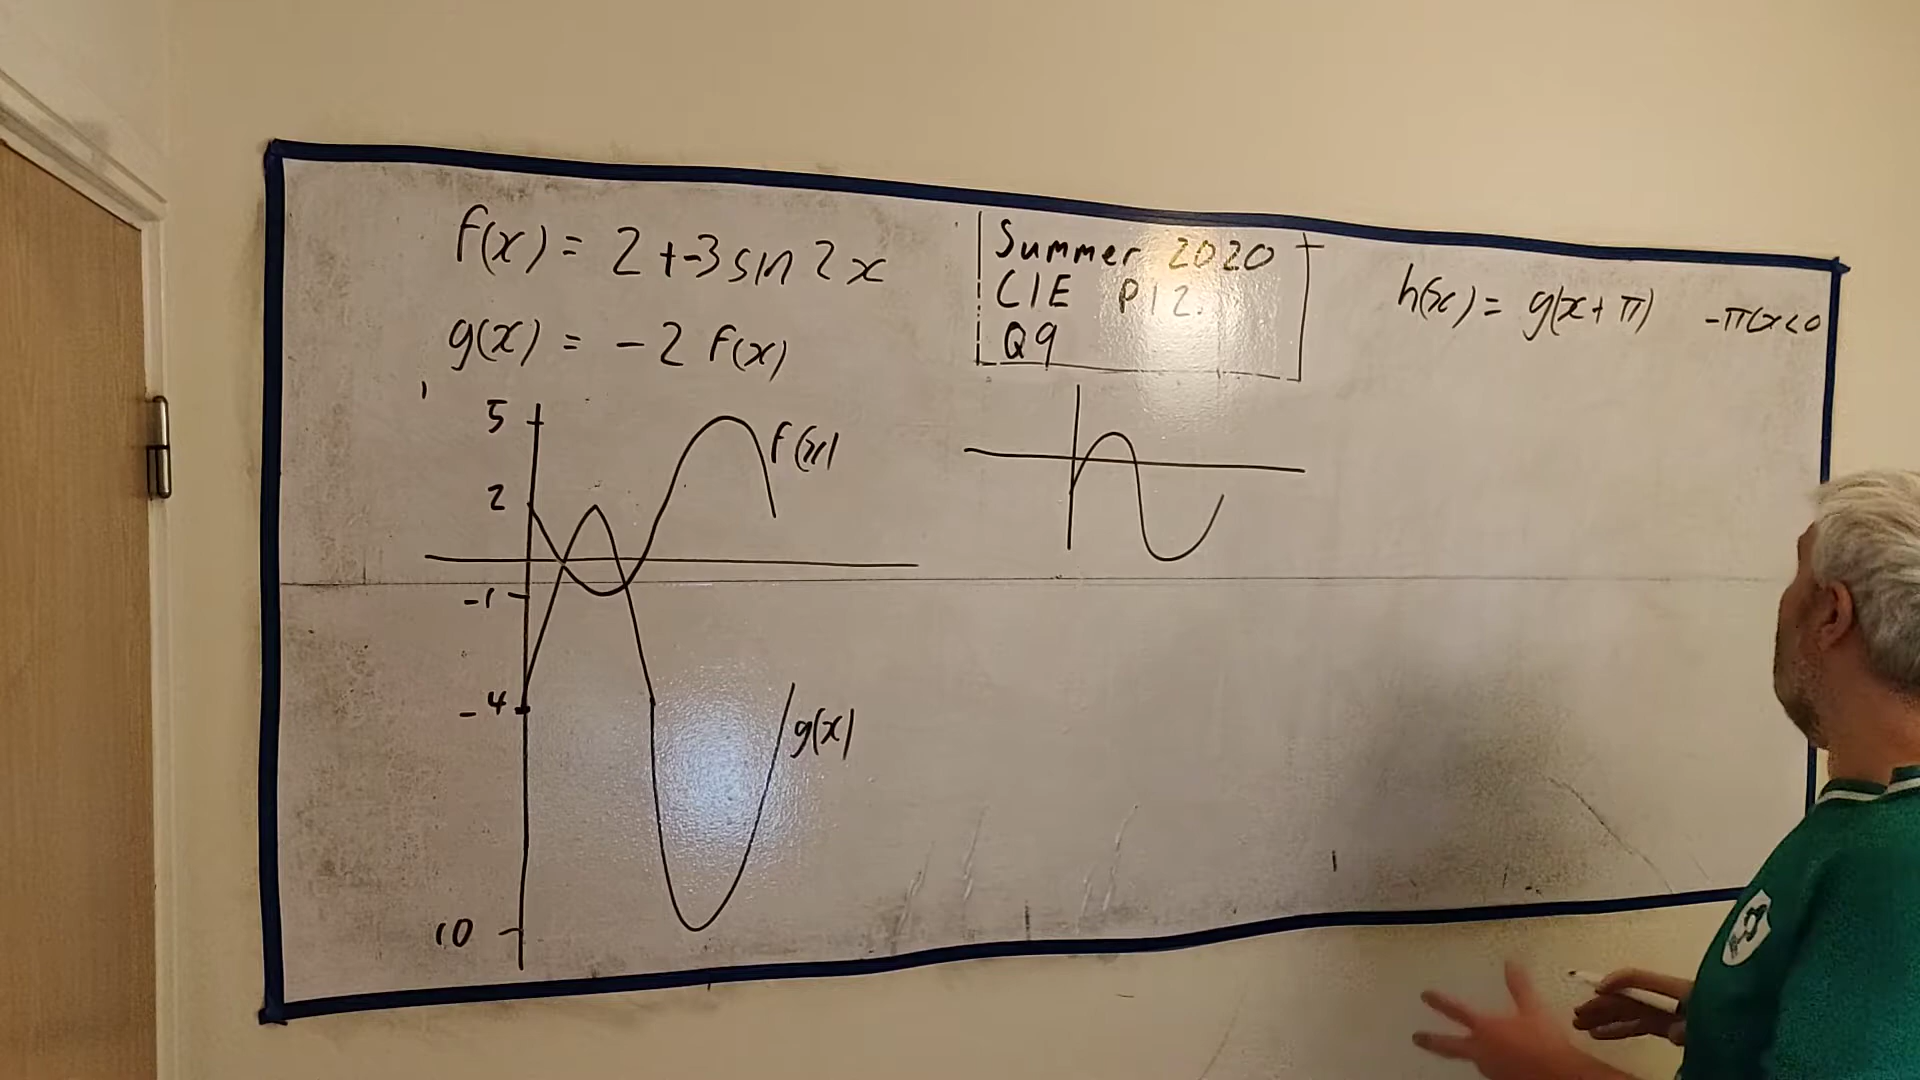 f(x) = 2 + -3 sin 2x
g(x) = -2 f(x)
Summer 2020
CIE P12.
Q9
h(x) = g(x + π) -π<x<0
5
2
-1
-4
10
f(x)
g(x)